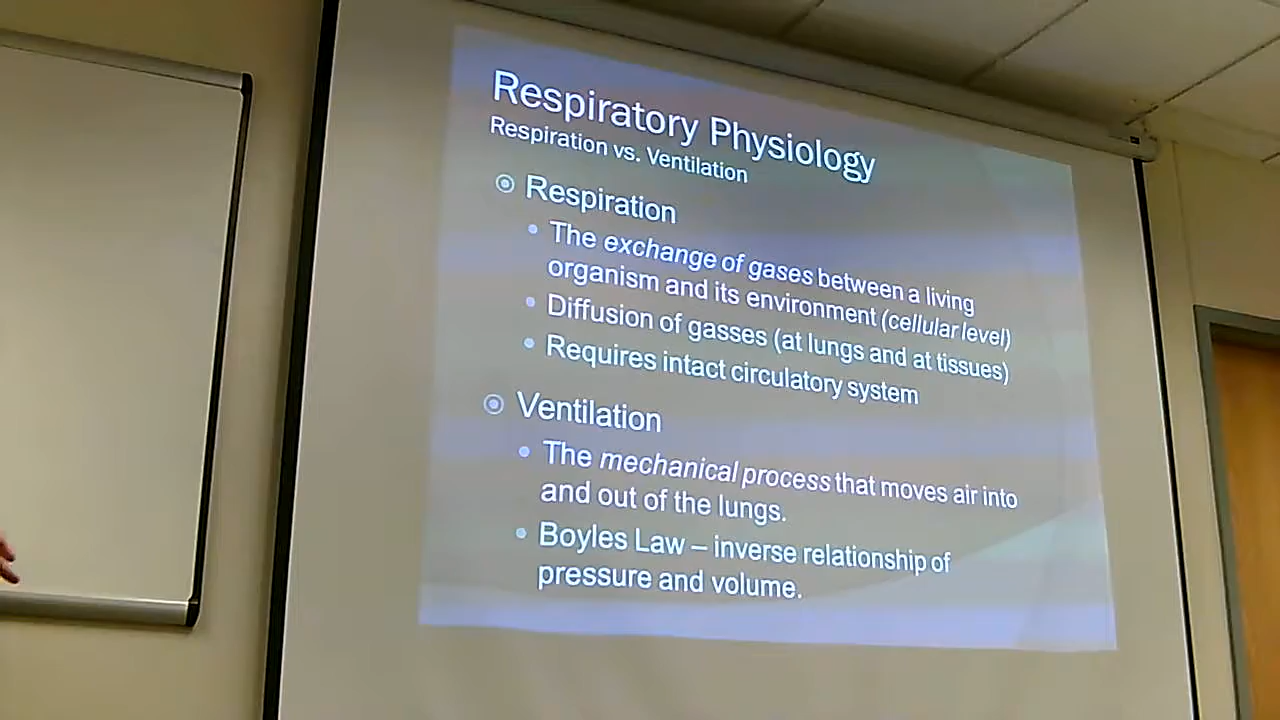 Respiratory Physiology
Respiration vs. Ventilation
Respiration
The exchange of gases between a living
organism and its environment (cellular level)
Diffusion of gasses (at lungs and at tissues)
Requires intact circulatory system
Ventilation
The mechanical process that moves air into
and out of the lungs.
Boyles Law – inverse relationship of
pressure and volume.